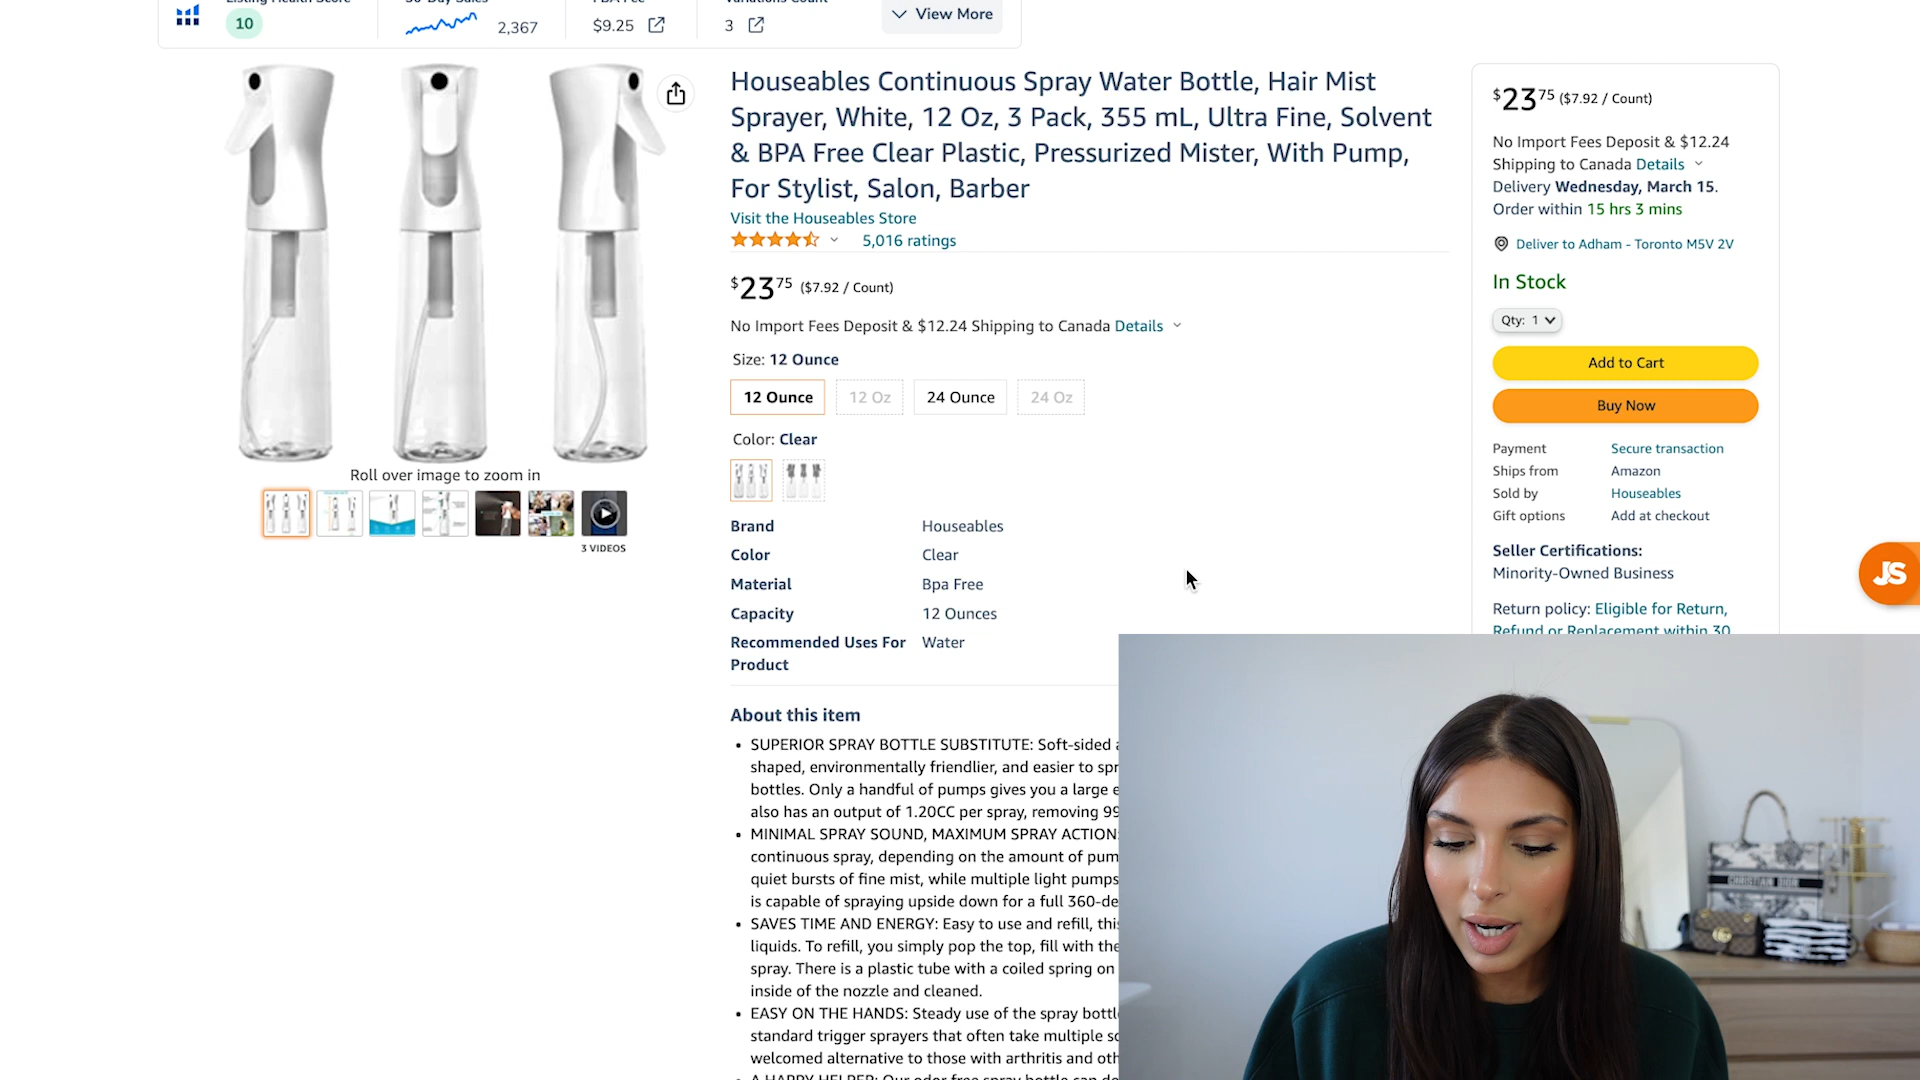 10
2,367
$9.25
3
View More
Houseables Continuous Spray Water Bottle, Hair Mist
Sprayer, White, 12 Oz, 3 Pack, 355 mL, Ultra Fine, Solvent
& BPA Free Clear Plastic, Pressurized Mister, With Pump,
For Stylist, Salon, Barber
Visit the Houseables Store
5,016 ratings
$23 75 ($7.92 / Count)
No Import Fees Deposit & $12.24 Shipping to Canada Details
Size: 12 Ounce
12 Ounce
12 Oz
24 Ounce
24 Oz
Color: Clear
Roll over image to zoom in
3 VIDEOS
Brand Houseables
Color Clear
Material Bpa Free
Capacity 12 Ounces
Recommended Uses For Water
Product
About this item
• SUPERIOR SPRAY BOTTLE SUBSTITUTE: Soft-sided
shaped, environmentally friendlier, and easier to
bottles. Only a handful of pumps gives you a large
also has an output of 1.20CC per spray, removing
• MINIMAL SPRAY SOUND, MAXIMUM SPRAY ACTION
continuous spray, depending on the amount of
quiet bursts of fine mist, while multiple light pumps
is capable of spraying upside down for a full
• SAVES TIME AND ENERGY: Easy to use and refill,
liquids. To refill, you simply pop the top, fill with the
spray. There is a plastic tube with a coiled spring on
inside of the nozzle and cleaned.
• EASY ON THE HANDS: Steady use of the spray
standard trigger sprayers that often take multiple
welcomed alternative to those with arthritis and
$23 75 ($7.92 / Count)
No Import Fees Deposit & $12.24
Shipping to Canada Details
Delivery Wednesday, March 15.
Order within 15 hrs 3 mins
Deliver to Adham - Toronto M5V 2V
In Stock
Qty: 1
Add to Cart
Buy Now
Payment Secure transaction
Ships from Amazon
Sold by Houseables
Gift options Add at checkout
Seller Certifications:
Minority-Owned Business
Return policy: Eligible for Return,
Refund or Replacement within 30
JS
CHRISTIAN DIOR